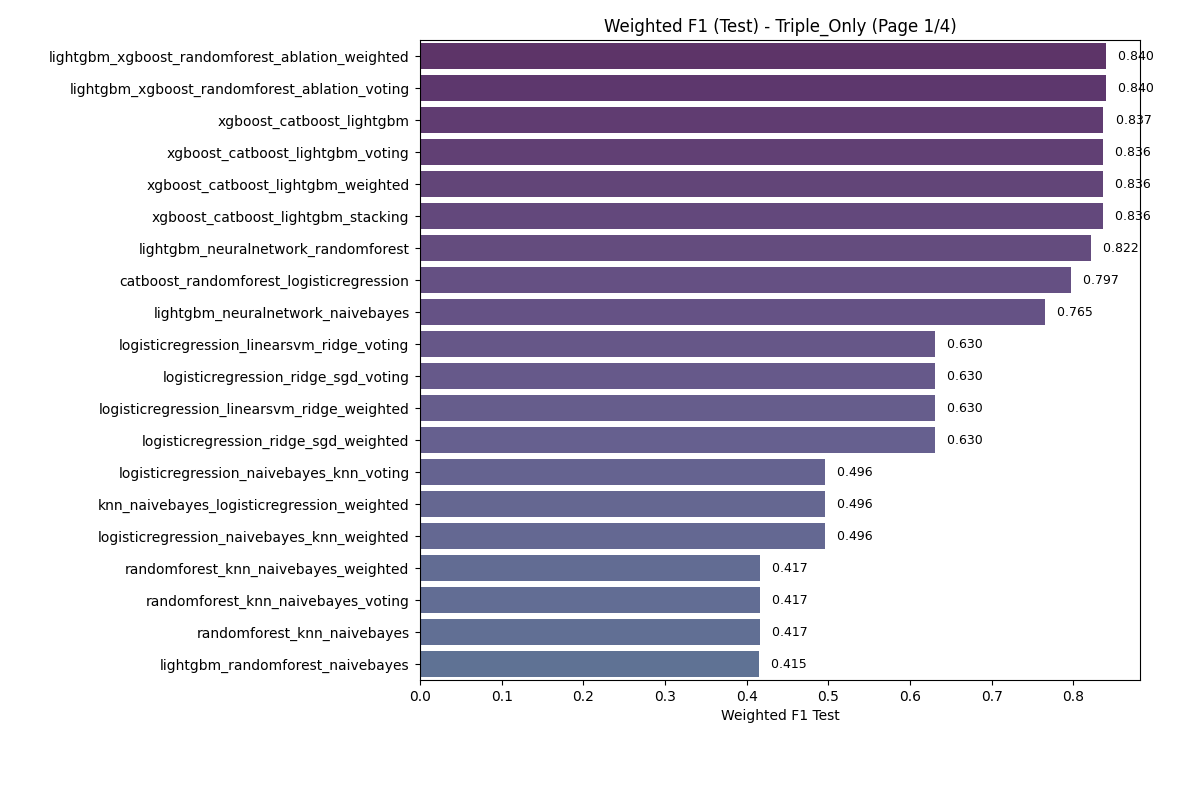 Weighted F1 (Test) - Triple_Only (Page 1/4)
lightgbm_xgboost_randomforest_ablation_weighted 0.840
lightgbm_xgboost_randomforest_ablation_voting 0.840
xgboost_catboost_lightgbm 0.837
xgboost_catboost_lightgbm_voting 0.836
xgboost_catboost_lightgbm_weighted 0.836
xgboost_catboost_lightgbm_stacking 0.836
lightgbm_neuralnetwork_randomforest 0.822
catboost_randomforest_logisticregression 0.797
lightgbm_neuralnetwork_naivebayes 0.765
logisticregression_linearsvm_ridge_voting 0.630
logisticregression_ridge_sgd_voting 0.630
logisticregression_linearsvm_ridge_weighted 0.630
logisticregression_ridge_sgd_weighted 0.630
logisticregression_naivebayes_knn_voting 0.496
knn_naivebayes_logisticregression_weighted 0.496
logisticregression_naivebayes_knn_weighted 0.496
randomforest_knn_naivebayes_weighted 0.417
randomforest_knn_naivebayes_voting 0.417
randomforest_knn_naivebayes 0.417
lightgbm_randomforest_naivebayes 0.415
0.0 0.1 0.2 0.3 0.4 0.5 0.6 0.7 0.8
Weighted F1 Test